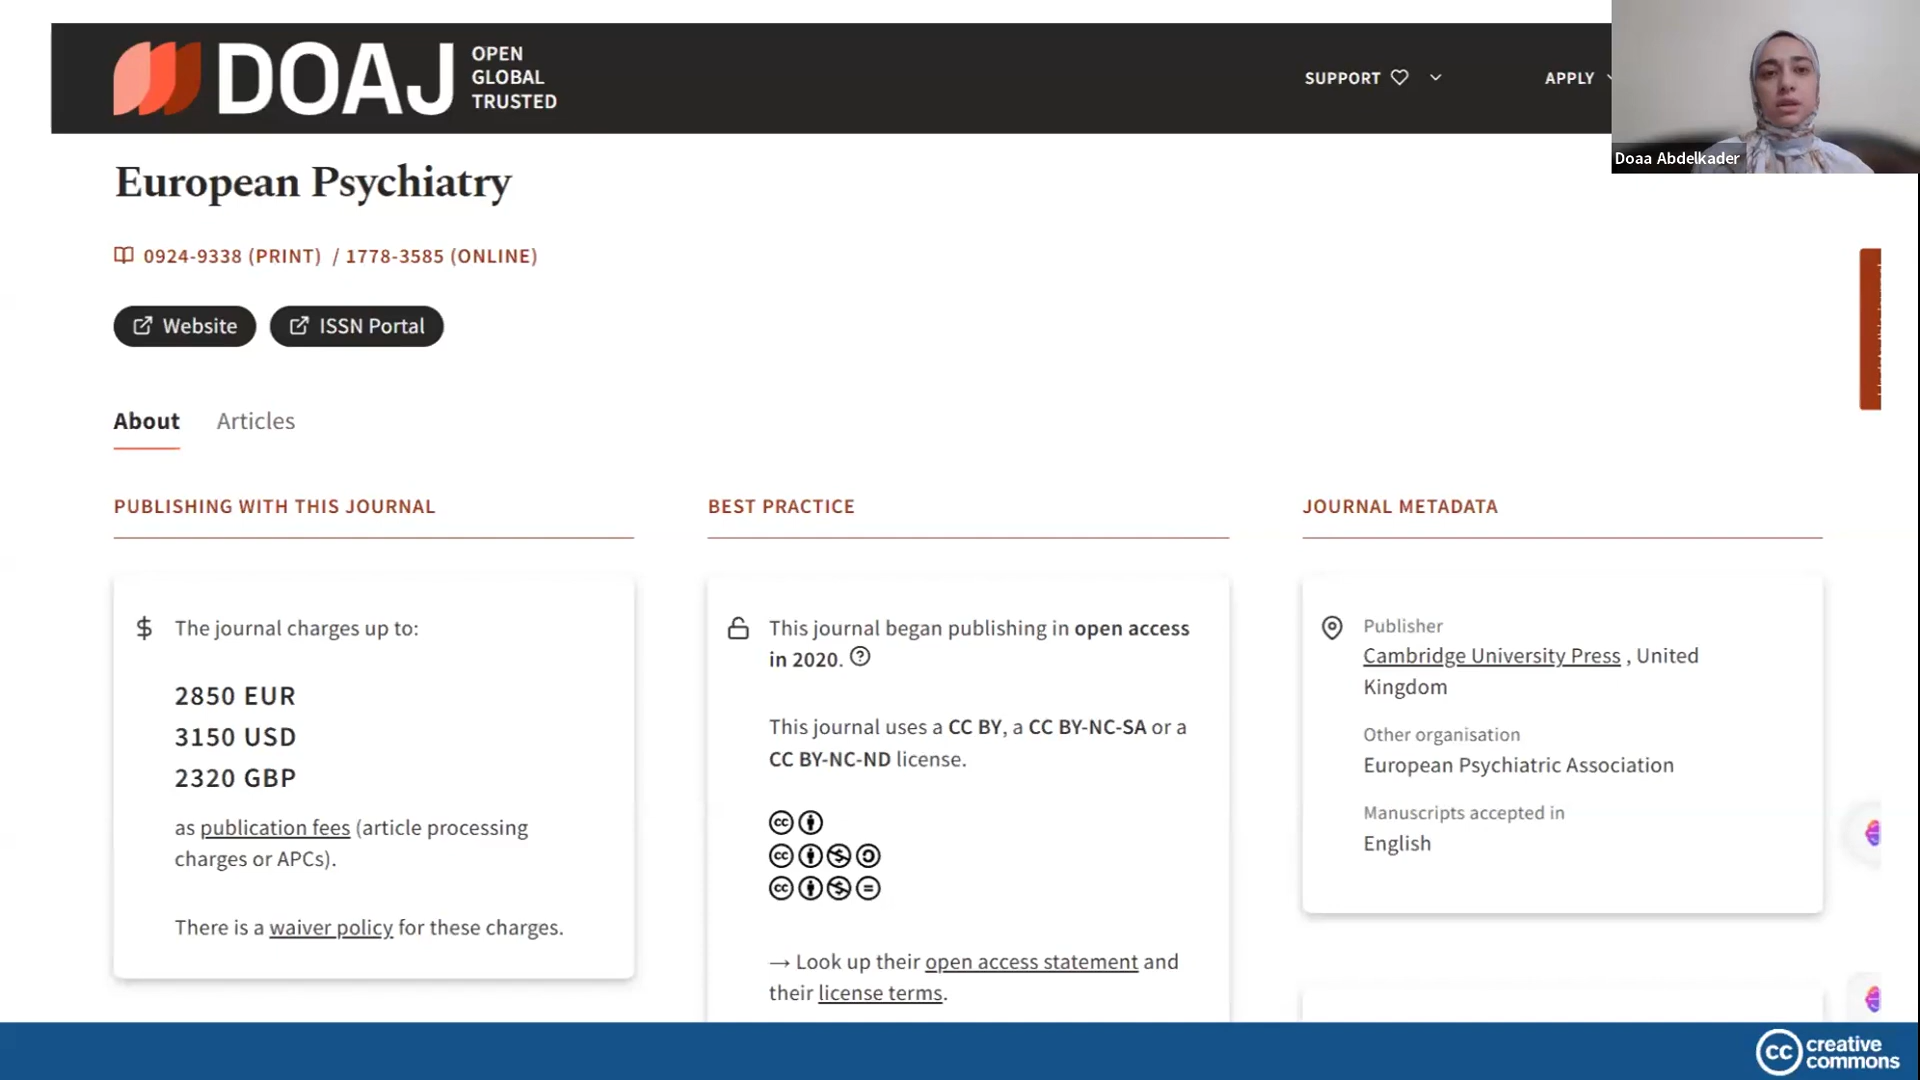 DOAJ
OPEN
GLOBAL
TRUSTED
SUPPORT
APPLY
Doaa Abdelkader
European Psychiatry
0924-9338 (PRINT) / 1778-3585 (ONLINE)
Website
ISSN Portal
About
Articles
PUBLISHING WITH THIS JOURNAL
$ The journal charges up to:
2850 EUR
3150 USD
2320 GBP
as publication fees (article processing
charges or APCs).
There is a waiver policy for these charges.
BEST PRACTICE
This journal began publishing in open access
in 2020. ?
This journal uses a CC BY, a CC BY-NC-SA or a
CC BY-NC-ND license.
cc
cc
cc
→ Look up their open access statement and
their license terms.
JOURNAL METADATA
Publisher
Cambridge University Press , United
Kingdom
Other organisation
European Psychiatric Association
Manuscripts accepted in
English
cc creative
commons